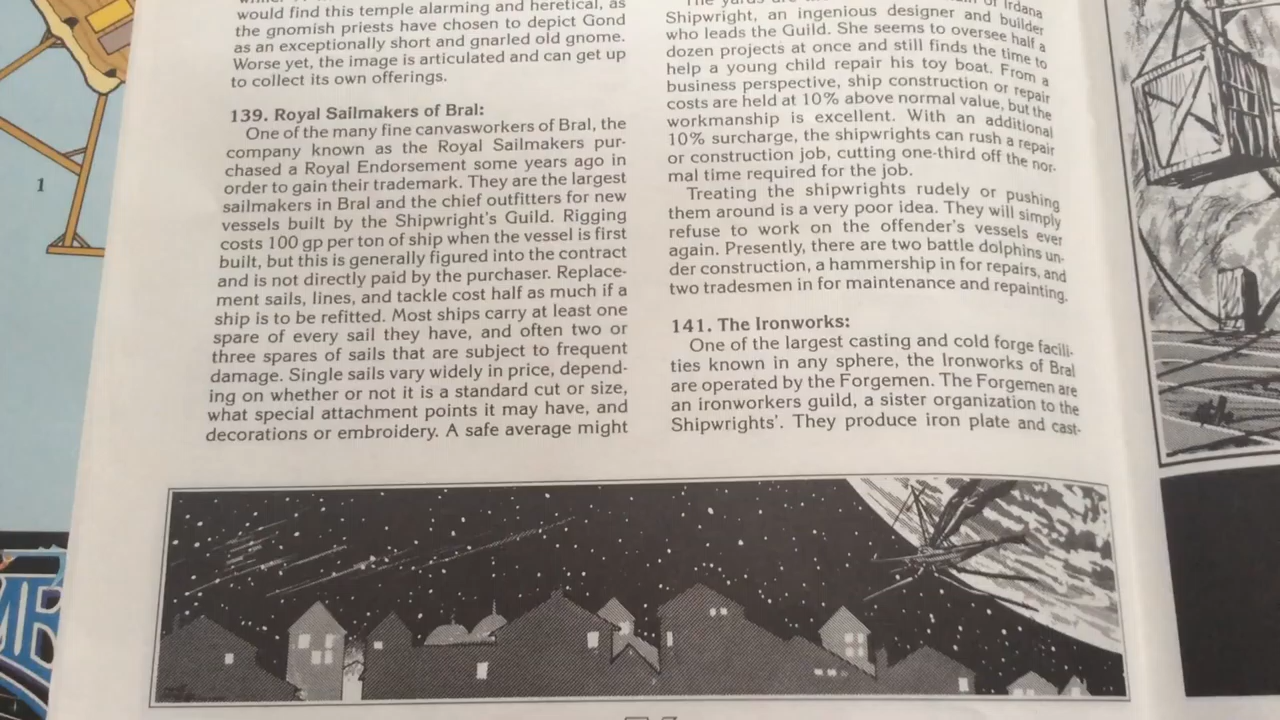 would find this temple alarming and heretical, as
the gnomish priests have chosen to depict Gond
as an exceptionally short and gnarled old gnome.
Worse yet, the image is articulated and can get up
to collect its own offerings.
139. Royal Sailmakers of Bral:
One of the many fine canvasworkers of Bral, the
company known as the Royal Sailmakers pur-
chased a Royal Endorsement some years ago in
order to gain their trademark. They are the largest
sailmakers in Bral and the chief outfitters for new
vessels built by the Shipwright's Guild. Rigging
costs 100 gp per ton of ship when the vessel is first
built, but this is generally figured into the contract
and is not directly paid by the purchaser. Replace-
ment sails, lines, and tackle cost half as much if a
ship is to be refitted. Most ships carry at least one
spare of every sail they have, and often two or
three spares of sails that are subject to frequent
damage. Single sails vary widely in price, depend-
ing on whether or not it is a standard cut or size,
what special attachment points it may have, and
decorations or embroidery. A safe average might
of Irdana
Shipwright, an ingenious designer and builder
who leads the Guild. She seems to oversee half a
dozen projects at once and still finds the time to
help a young child repair his toy boat. From a
business perspective, ship construction or repair
costs are held at 10% above normal value, but the
workmanship is excellent. With an additional
10% surcharge, the shipwrights can rush a repair
or construction job, cutting one-third off the nor-
mal time required for the job.
Treating the shipwrights rudely or pushing
them around is a very poor idea. They will simply
refuse to work on the offender's vessels ever
again. Presently, there are two battle dolphins un-
der construction, a hammership in for repairs, and
two tradesmen in for maintenance and repainting.
141. The Ironworks:
One of the largest casting and cold forge facili-
ties known in any sphere, the Ironworks of Bral
are operated by the Forgemen. The Forgemen are
an ironworkers guild, a sister organization to the
Shipwrights'. They produce iron plate and cast-
1